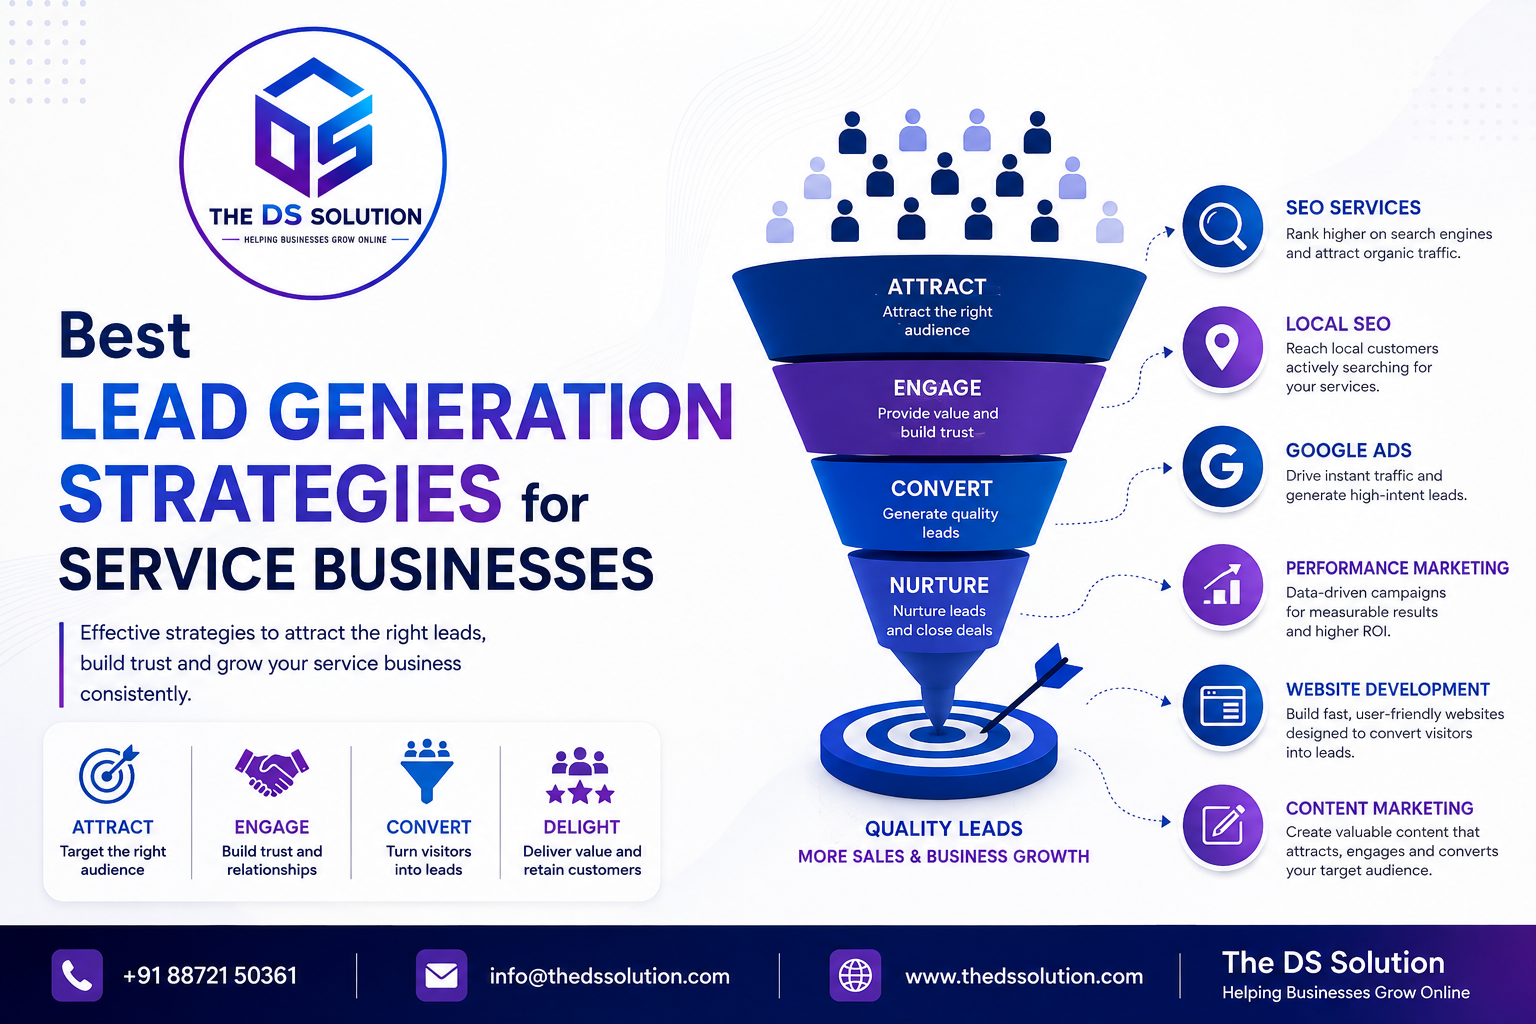 THE DS SOLUTION
HELPING BUSINESSES GROW ONLINE
Best
LEAD GENERATION
STRATEGIES for
SERVICE BUSINESSES
Effective strategies to attract the right leads,
build trust and grow your service business
consistently.
ATTRACT
Target the right
audience
ENGAGE
Build trust and
relationships
CONVERT
Turn visitors
into leads
DELIGHT
Deliver value and
retain customers
ATTRACT
Attract the right
audience
ENGAGE
Provide value and
build trust
CONVERT
Generate quality
leads
NURTURE
Nurture leads
and close deals
QUALITY LEADS
MORE SALES & BUSINESS GROWTH
SEO SERVICES
Rank higher on search engines
and attract organic traffic.
LOCAL SEO
Reach local customers
actively searching for
your services.
G
GOOGLE ADS
Drive instant traffic and
generate high-intent leads.
PERFORMANCE MARKETING
Data-driven campaigns
for measurable results
and higher ROI.
WEBSITE DEVELOPMENT
Build fast, user-friendly websites
designed to convert visitors
into leads.
CONTENT MARKETING
Create valuable content that
attracts, engages and converts
your target audience.
+91 88721 50361
info@thedssolution.com
www.thedssolution.com
The DS Solution
Helping Businesses Grow Online